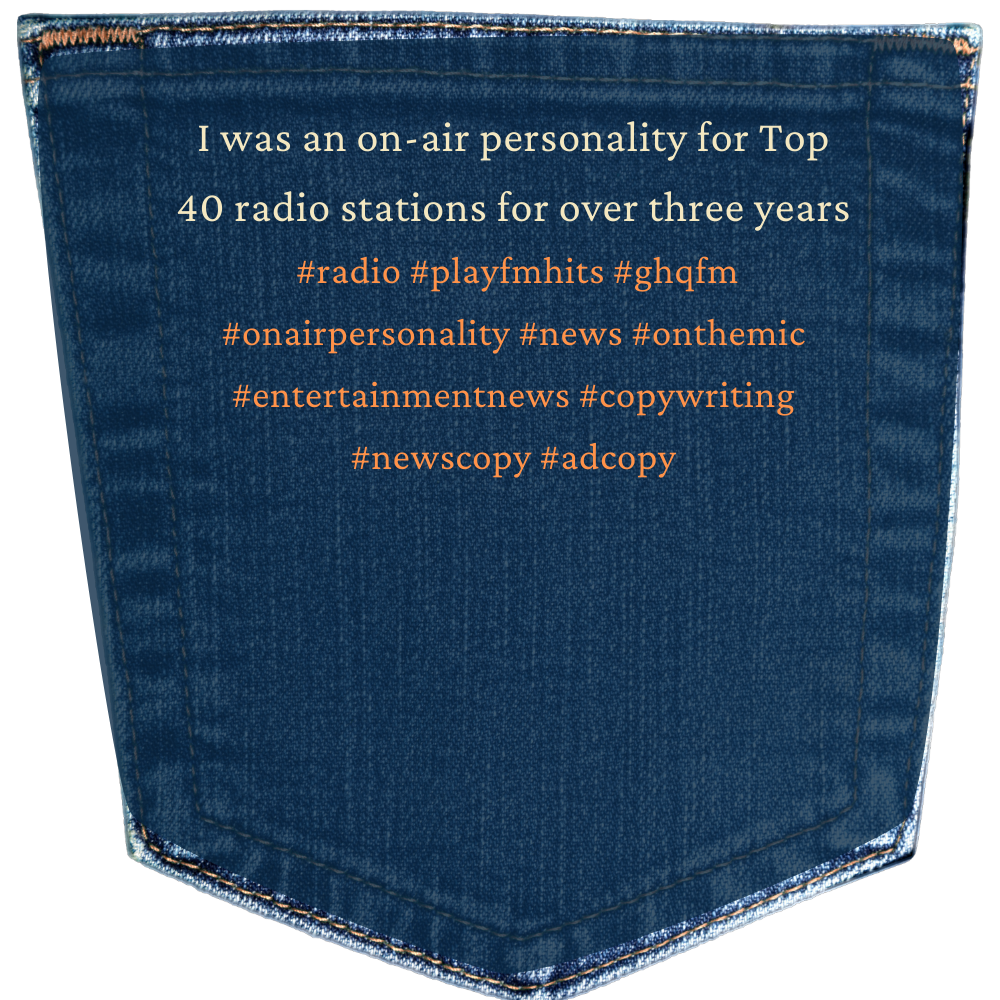 I was an on-air personality for Top
40 radio stations for over three years
#radio #playfmhits #ghqfm
#onairpersonality #news #onthemic
#entertainmentnews #copywriting
#newscopy #adcopy